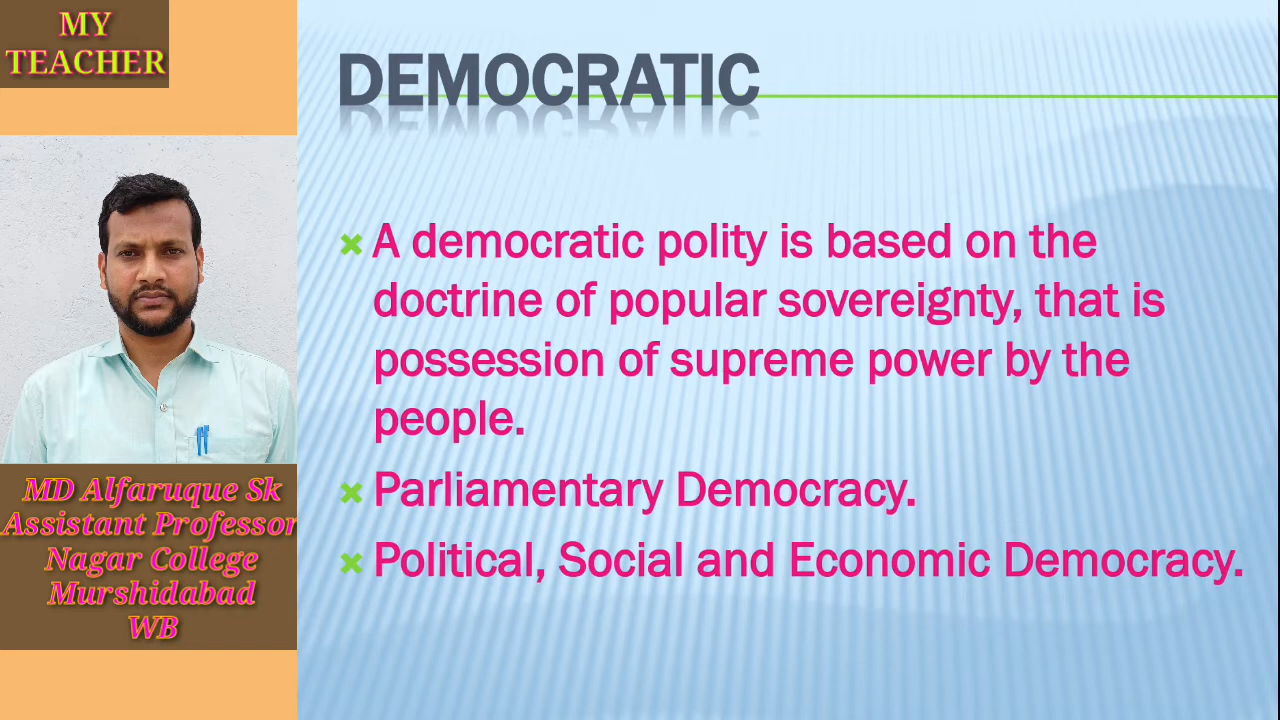 MY
TEACHER
MD Alfaruque Sk
Assistant Professor
Nagar College
Murshidabad
WB
DEMOCRATIC
A democratic polity is based on the
doctrine of popular sovereignty, that is
possession of supreme power by the
people.
Parliamentary Democracy.
Political, Social and Economic Democracy.